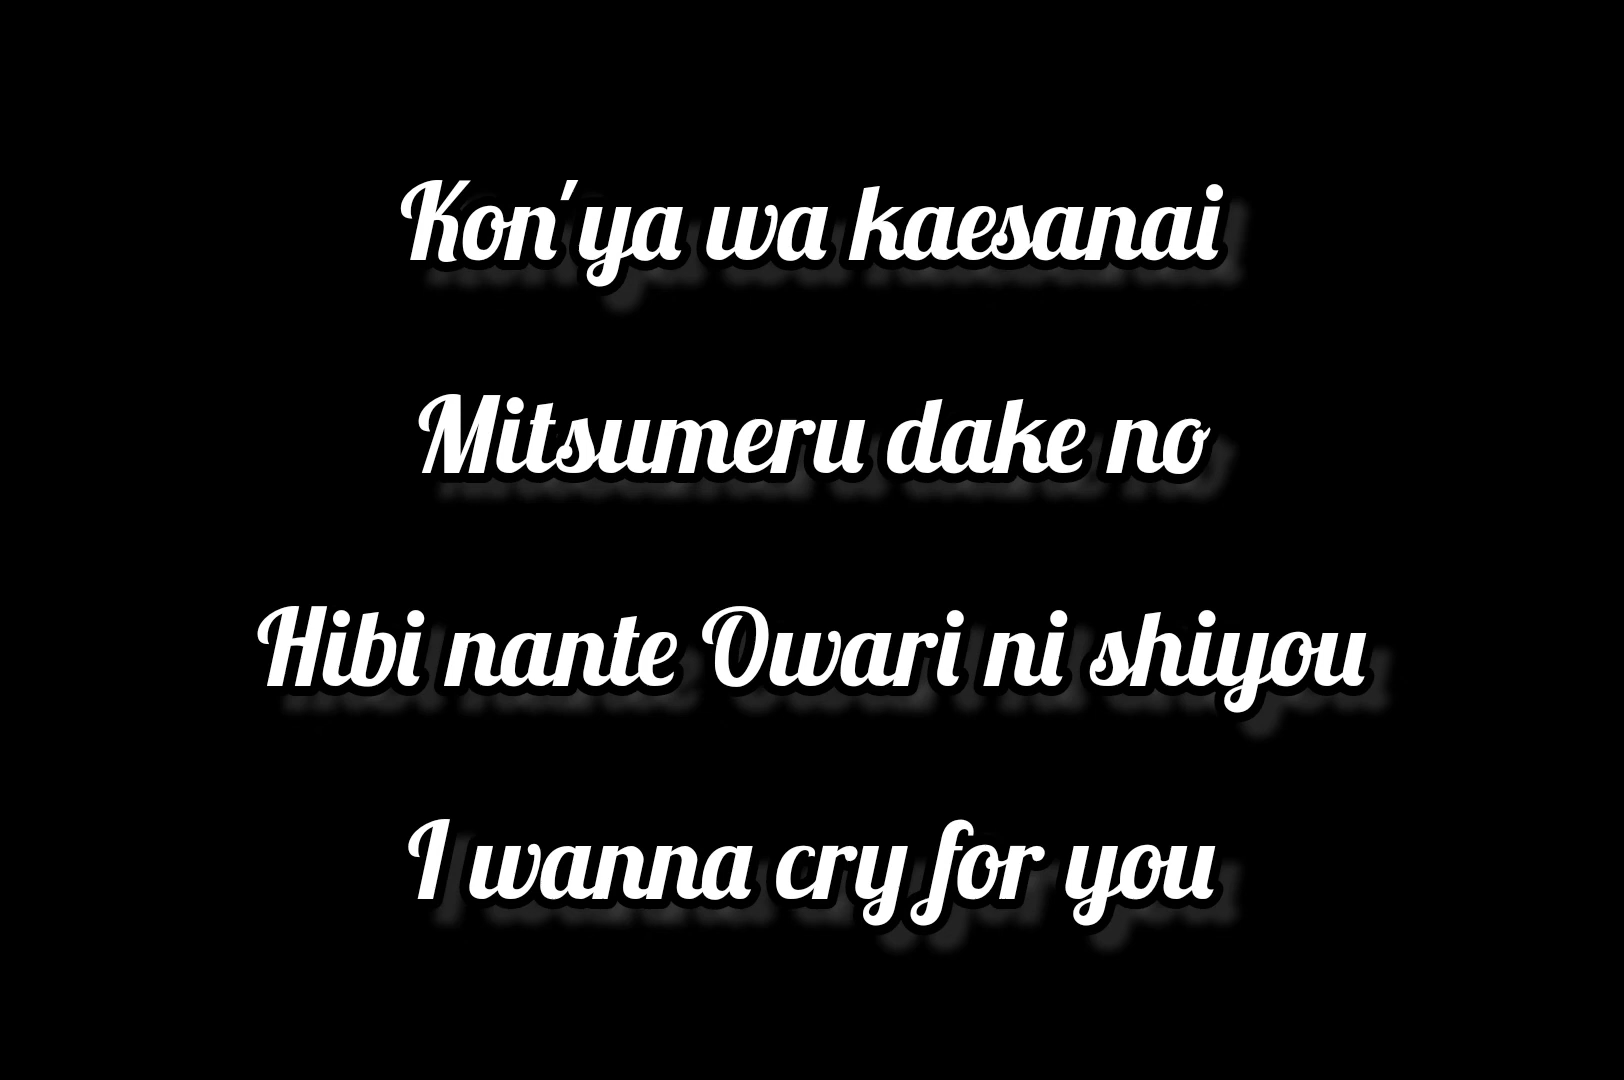 Kon'ya wa kaesanai
Mitsumeru dake no
Hibi nante Owari ni shiyou
I wanna cry for you